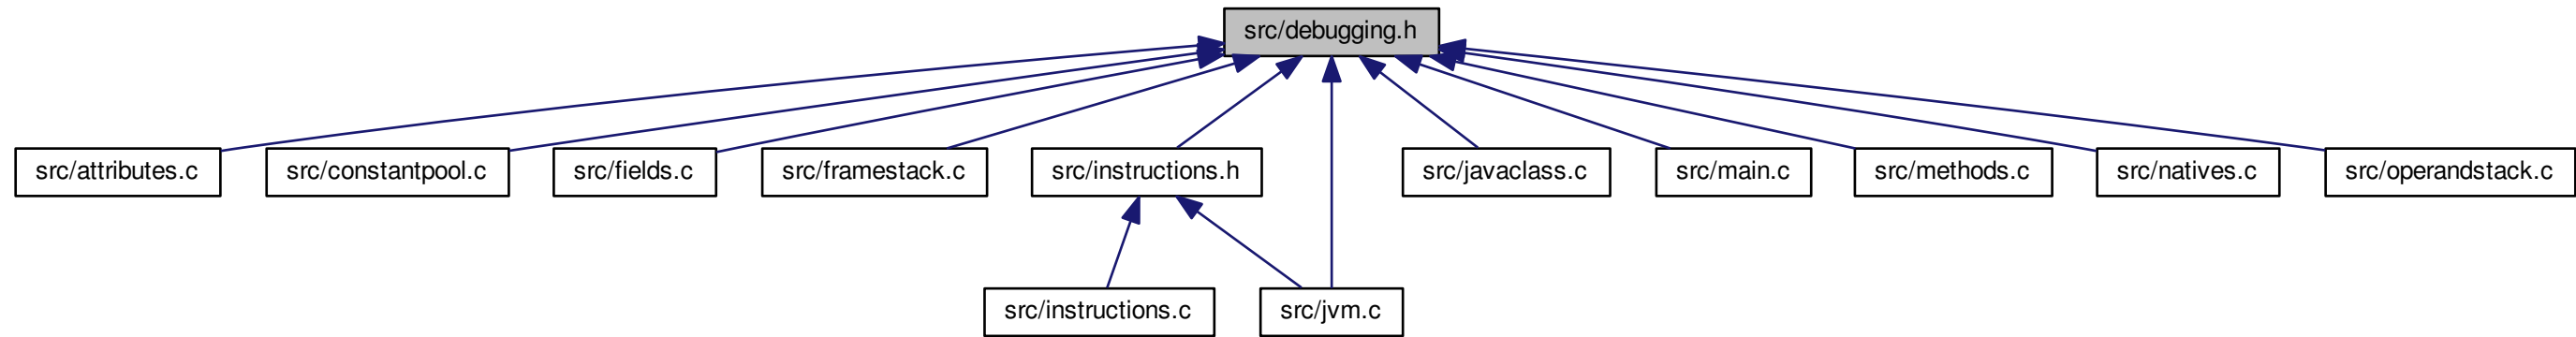 src/debugging.h
src/attributes.c
src/constantpool.c
src/fields.c
src/framestack.c
src/instructions.h
src/javaclass.c
src/main.c
src/methods.c
src/natives.c
src/operandstack.c
src/instructions.c
src/jvm.c